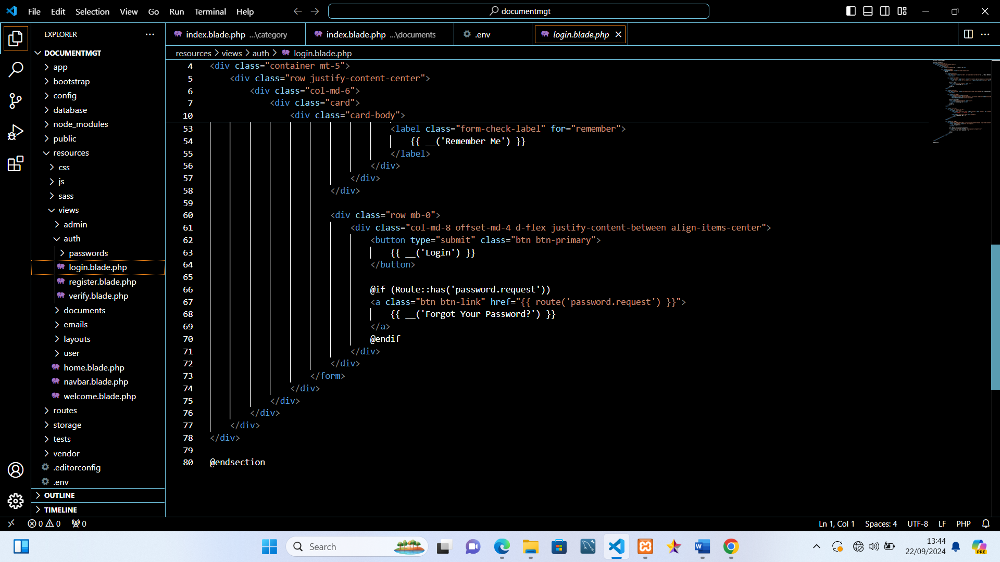 File Edit Selection View Go Run Terminal Help
documentmgt
EXPLORER
index.blade.php ...\category
index.blade.php ...\documents
.env
login.blade.php
resources > views > auth > login.blade.php
DOCUMENTMGT
app
bootstrap
config
database
node_modules
public
resources
css
js
sass
views
admin
auth
passwords
login.blade.php
register.blade.php
verify.blade.php
documents
emails
layouts
user
home.blade.php
navbar.blade.php
welcome.blade.php
routes
storage
tests
vendor
.editorconfig
.env
OUTLINE
TIMELINE
4 <div class="container mt-5">
5 <div class="row justify-content-center">
6 <div class="col-md-6">
7 <div class="card">
10 <div class="card-body">
53 <label class="form-check-label" for="remember">
54 {{ __('Remember Me') }}
55 </label>
56 </div>
57 </div>
58 </div>
59
60 <div class="row mb-0">
61 <div class="col-md-8 offset-md-4 d-flex justify-content-between align-items-center">
62 <button type="submit" class="btn btn-primary">
63 {{ __('Login') }}
64 </button>
65
66 @if (Route::has('password.request'))
67 <a class="btn btn-link" href="{{ route('password.request') }}">
68 {{ __('Forgot Your Password?') }}
69 </a>
70 @endif
71 </div>
72 </div>
73 </form>
74 </div>
75 </div>
76 </div>
77 </div>
78 </div>
79
80 @endsection
0 0 0
Ln 1, Col 1 Spaces: 4 UTF-8 LF PHP
Search
W
13:44
22/09/2024
PRE